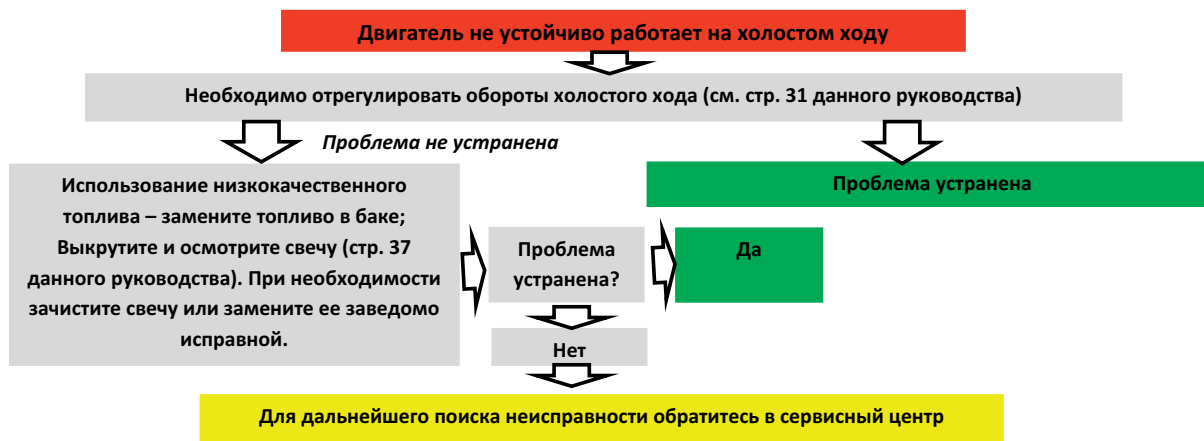 Двигатель не устойчиво работает на холостом ходу
Необходимо отрегулировать обороты холостого хода (см. стр. 31 данного руководства)
Проблема не устранена
Проблема устранена
Использование низкокачественного
топлива – замените топливо в баке;
Выкрутите и осмотрите свечу (стр. 37
данного руководства). При необходимости
зачистите свечу или замените ее заведомо
исправной.
Проблема
устранена?
Да
Нет
Для дальнейшего поиска неисправности обратитесь в сервисный центр